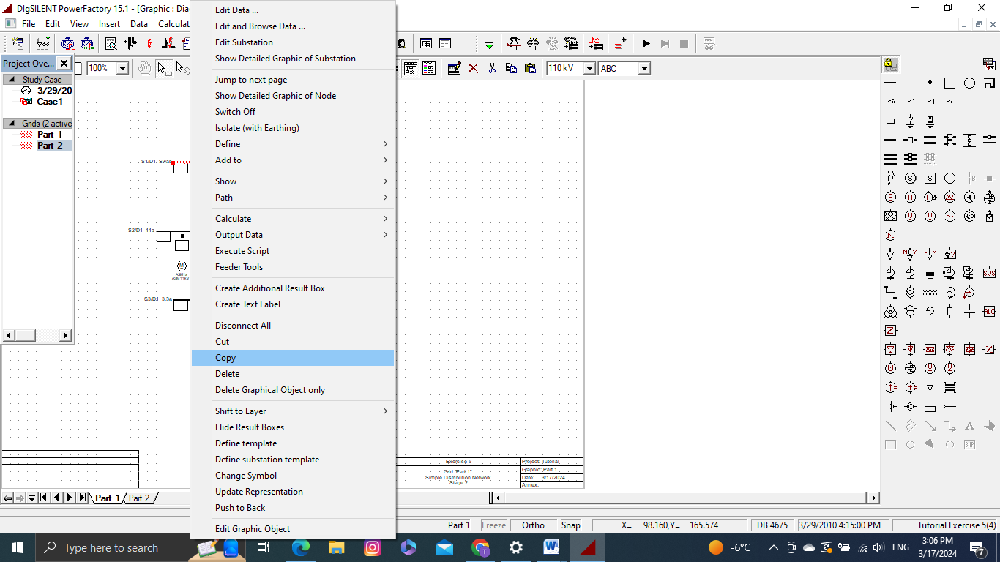 DIgSILENT PowerFactory 15.1 - [Graphic : Dia
File Edit View Insert Data Calculat
Project Ove...
100%
110 kV
ABC
Study Case
3/29/20
Case1
Grids (2 active
Part 1
Part 2
Edit Data ...
Edit and Browse Data ...
Edit Substation
Show Detailed Graphic of Substation
Jump to next page
Show Detailed Graphic of Node
Switch Off
Isolate (with Earthing)
Define
Add to
Show
Path
Calculate
Output Data
Execute Script
Feeder Tools
Create Additional Result Box
Create Text Label
Disconnect All
Cut
Copy
Delete
Delete Graphical Object only
Shift to Layer
Hide Result Boxes
Define template
Define substation template
Change Symbol
Update Representation
Push to Back
Edit Graphic Object
S1/D1. Swab
S2/D1 11a
M
ASM1a
ASM 11kV
S3/D1 3.3a
Exercise 5
Grid "Part 1"
Simple Distribution Network
Stage 2
Project: Tutorial
Graphic: Part 1
Date: 3/17/2024
Annex:
SVS
RLC
Z
BMP
Part 1
Part 2
Part 1
Freeze
Ortho
Snap
X= 98.160,Y= 165.574
DB 4675
3/29/2010 4:15:00 PM
Tutorial Exercise 5(4)
Type here to search
-6°C
ENG
3:06 PM
3/17/2024
7